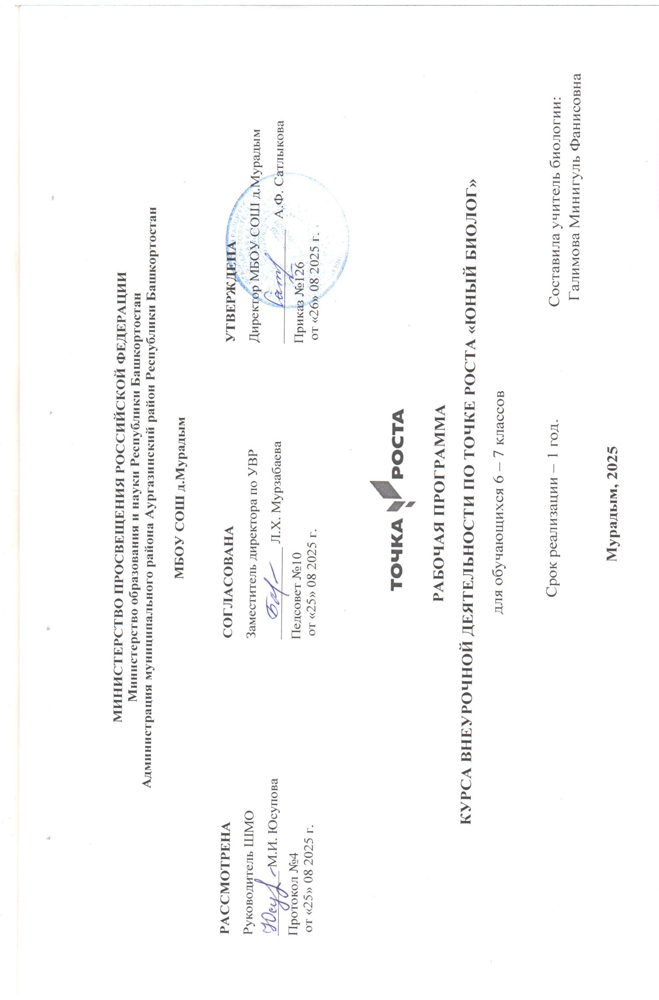 МИНИСТЕРСТВО ПРОСВЕЩЕНИЯ РОССИЙСКОЙ ФЕДЕРАЦИИ
Министерство образования и науки Республики Башкортостан
Администрация муниципального района Аургазинский район Республики Башкортостан
МБОУ СОШ д.Мурадым
РАССМОТРЕНА
Руководитель ШМО
М.И. Юсупова
Протокол №4
от «25» 08 2025 г.
СОГЛАСОВАНА
Заместитель директора по УВР
Л.Х. Мурзабаева
Педсовет №10
от «25» 08 2025 г.
УТВЕРЖДЕНА
Директор МБОУ СОШ д.Мурадым
А.Ф. Сатлыкова
Приказ №126
от «26» 08 2025 г.
ТОЧКА РОСТА
РАБОЧАЯ ПРОГРАММА
КУРСА ВНЕУРОЧНОЙ ДЕЯТЕЛЬНОСТИ ПО ТОЧКЕ РОСТА «ЮНЫЙ БИОЛОГ»
для обучающихся 6 – 7 классов
Срок реализации – 1 год.
Составила учитель биологии:
Галимова Минигуль Фанисовна
Мурадым, 2025